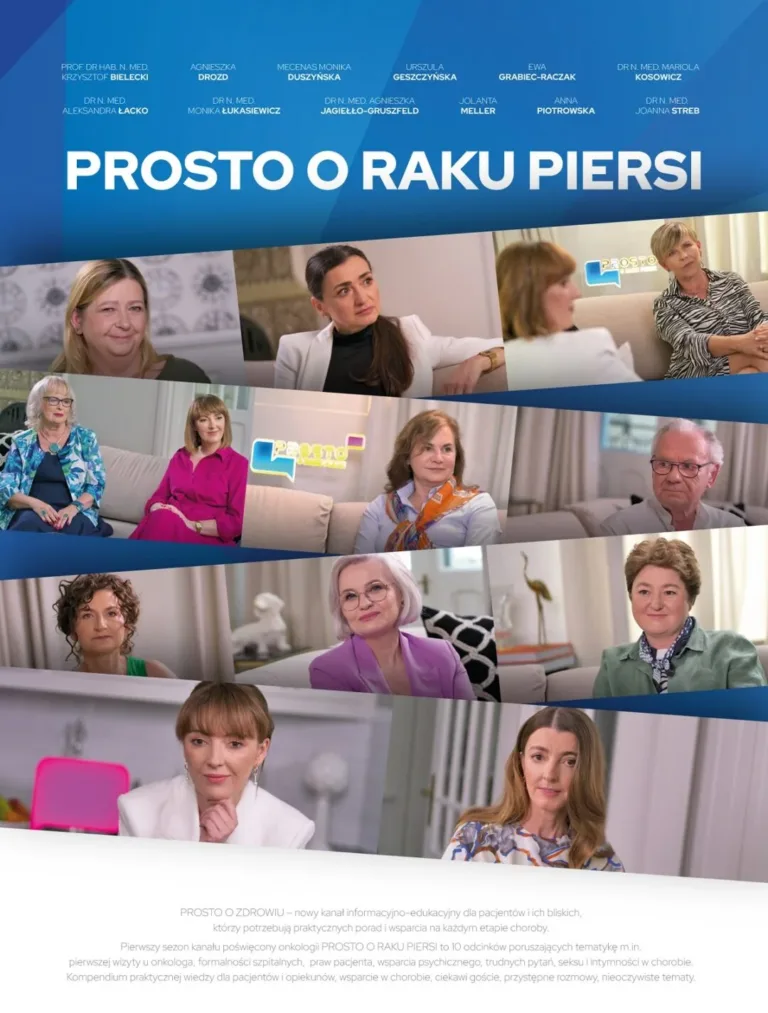 PROF. DR HAB. N. MED. AGNIESZKA MECENAS MONIKA URSZULA EWA DR N. MED. MARIOLA
KRZYSZTOF BIELECKI DROZD DUSZYŃSKA GESZCZYŃSKA GRABIEC-RACZAK KOSOWICZ
DR N. MED. DR N. MED. DR N. MED. AGNIESZKA JOLANTA ANNA DR N. MED.
ALEKSANDRA ŁACKO MONIKA ŁUKASIEWICZ JAGIEŁŁO-GRUSZFELD MELLER PIOTROWSKA JOANNA STREB
PROSTO O RAKU PIERSI
PROSTO
PROSTO
PROSTO O ZDROWIU – nowy kanał informacyjno-edukacyjny dla pacjentów i ich bliskich,
którzy potrzebują praktycznych porad i wsparcia na każdym etapie choroby.
Pierwszy sezon kanału poświęcony onkologii PROSTO O RAKU PIERSI to 10 odcinków poruszających tematykę m.in.
pierwszej wizyty u onkologa, formalności szpitalnych, praw pacjenta, wsparcia psychicznego, trudnych pytań, seksu i intymności w chorobie.
Kompendium praktycznej wiedzy dla pacjentów i opiekunów, wsparcie w chorobie, ciekawi goście, przystępne rozmowy, nieoczywiste tematy.